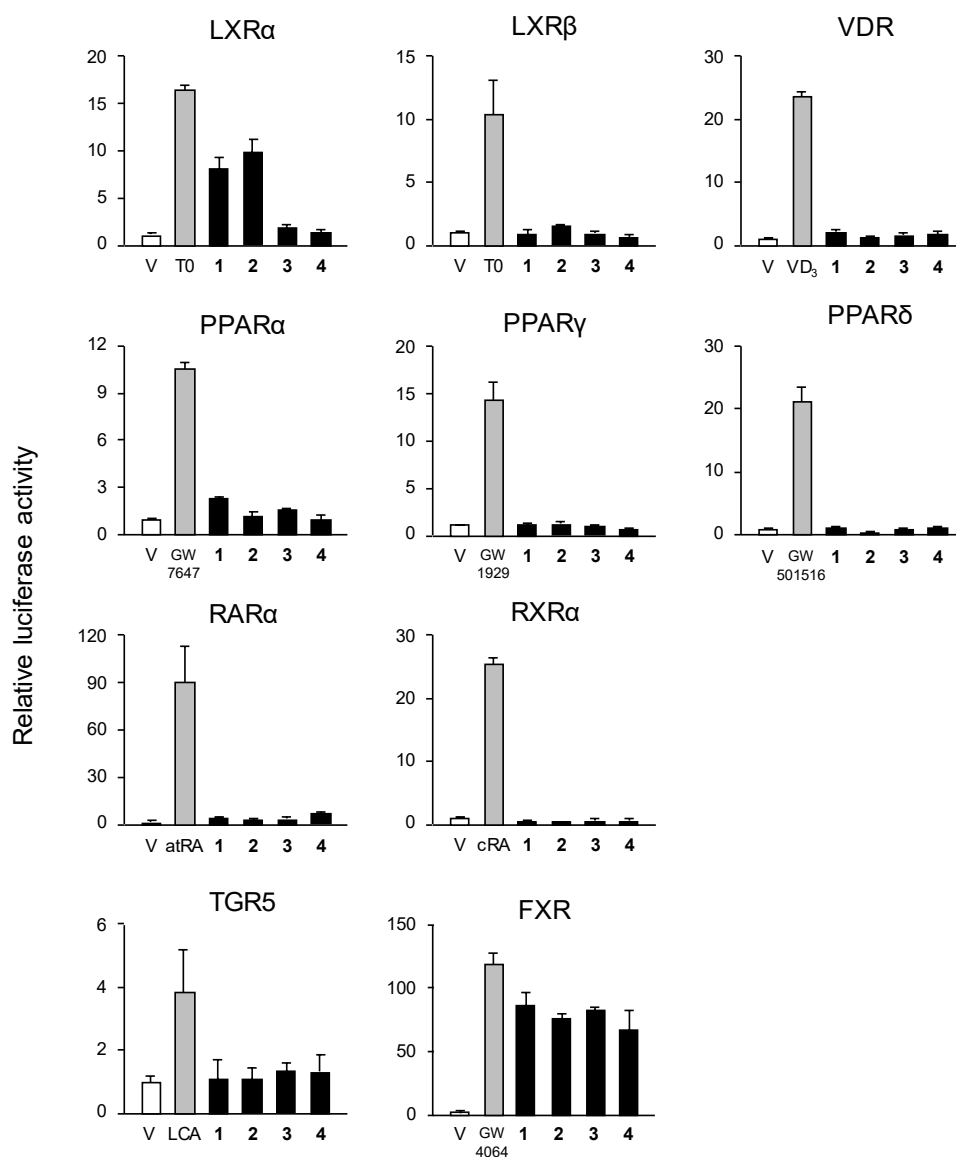 LXRα LXRβ VDR
20 15 30
15 10 20
10 5 10
5 0 0
0
V T0 1 2 3 4 V T0 1 2 3 4 V VD₃ 1 2 3 4
PPARα PPARγ PPARδ
12 20 30
9 15 20
6 10 10
3 5 0
0 0
V GW 1 2 3 4 V GW 1 2 3 4 V GW 1 2 3 4
7647 1929 501516
Relative luciferase activity
RARα RXRα
120 30
90 20
60 10
30 0
0
V atRA 1 2 3 4 V cRA 1 2 3 4
TGR5 FXR
6 150
4 100
2 50
0 0
V LCA 1 2 3 4 V GW 1 2 3 4
4064